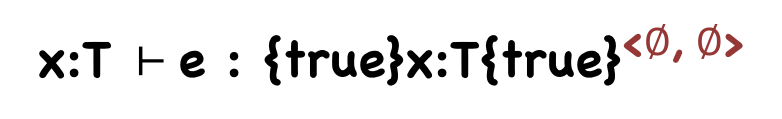 x:T ⊢ e : {true}x:T{true}<∅, ∅>